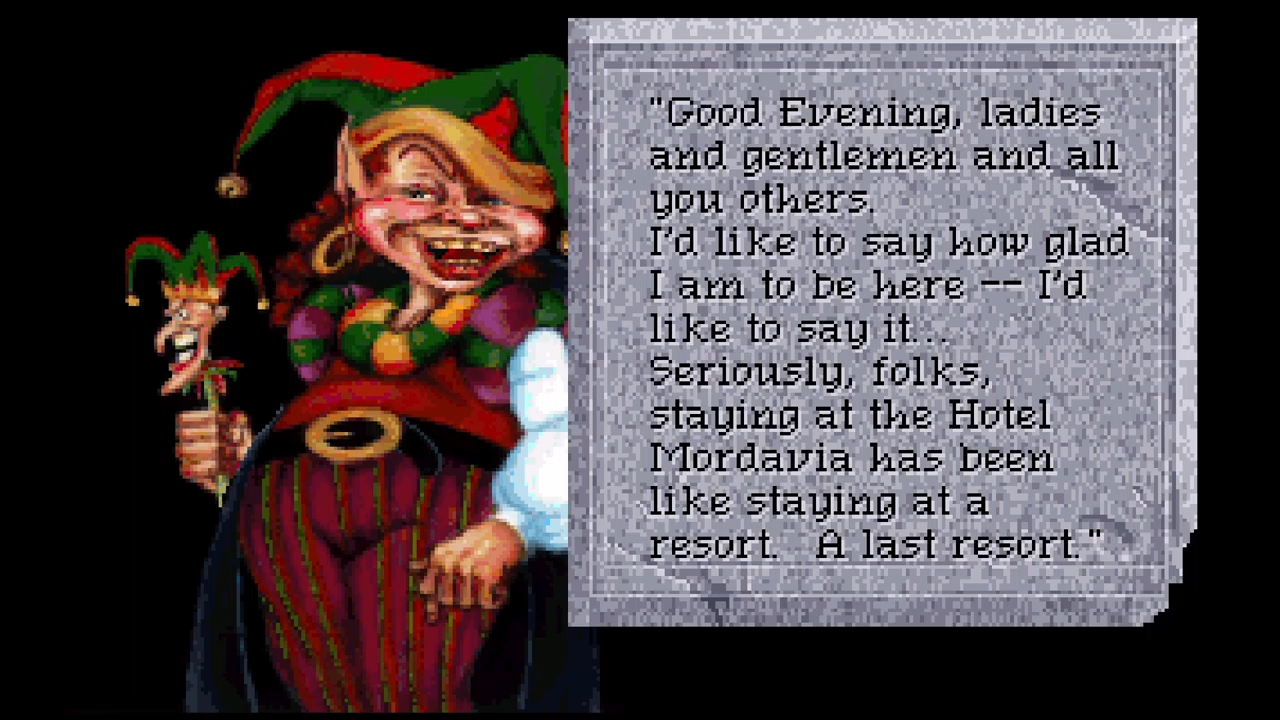 "Good Evening, ladies
and gentlemen and all
you others.
I'd like to say how glad
I am to be here -- I'd
like to say it...
Seriously, folks,
staying at the Hotel
Mordavia has been
like staying at a
resort.  A last resort."